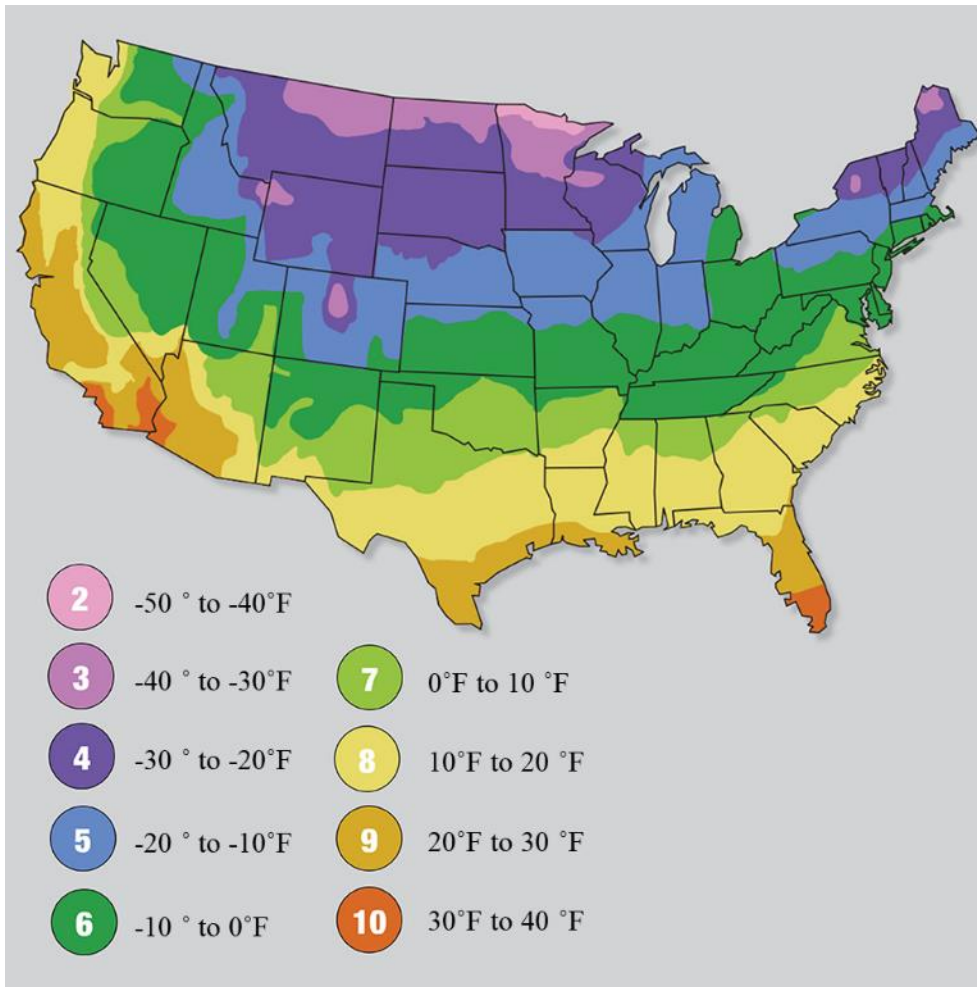 2 -50 ° to -40°F
3 -40 ° to -30°F
4 -30 ° to -20°F
5 -20 ° to -10°F
6 -10 ° to 0°F
7 0°F to 10 °F
8 10°F to 20 °F
9 20°F to 30 °F
10 30°F to 40 °F